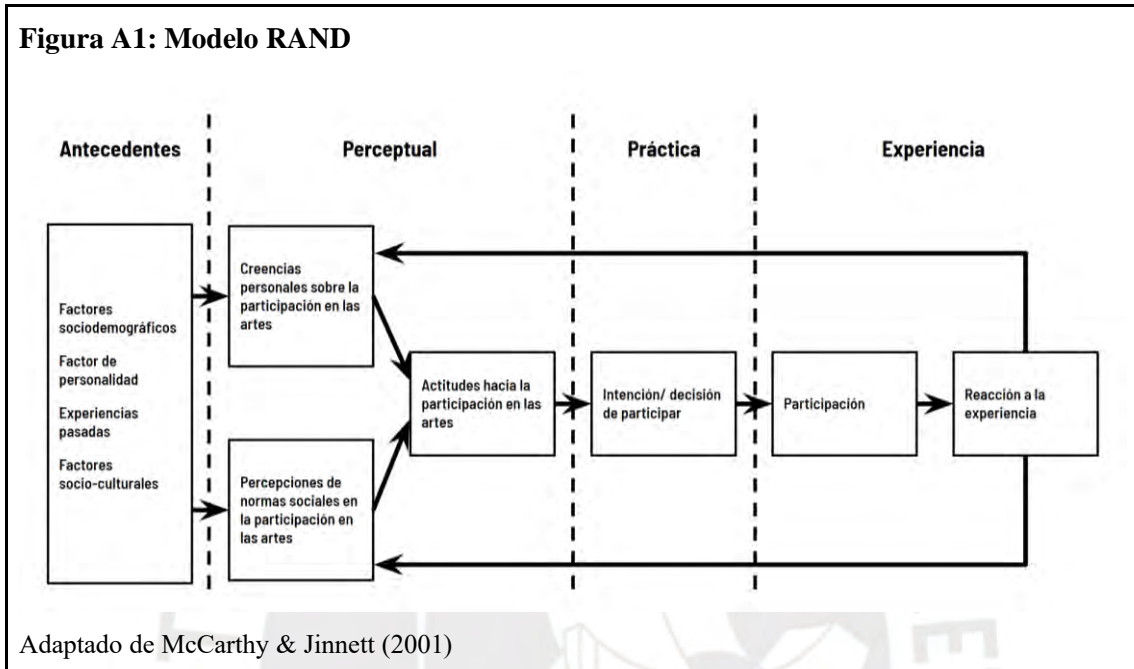 Figura A1: Modelo RAND
Antecedentes
Perceptual
Práctica
Experiencia
Factores
sociodemográficos
Factor de
personalidad
Experiencias
pasadas
Factores
socio-culturales
Creencias
personales sobre la
participación en las
artes
Percepciones de
normas sociales en
la participación en
las artes
Actitudes hacia la
participación en las
artes
Intención/ decisión
de participar
Participación
Reacción a la
experiencia
Adaptado de McCarthy & Jinnett (2001)